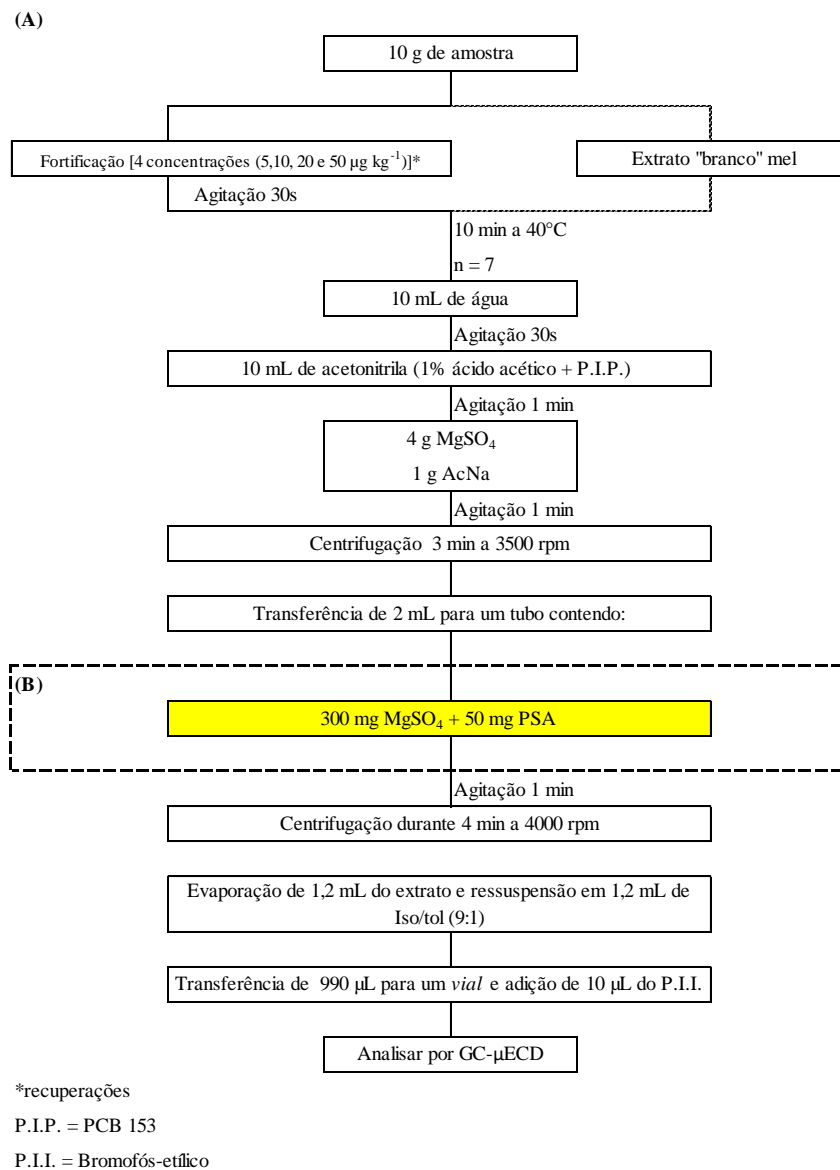 (A)
10 g de amostra
Fortificação [4 concentrações (5,10, 20 e 50 µg kg⁻¹)]*
Extrato "branco" mel
Agitação 30s
10 min a 40°C
n = 7
10 mL de água
Agitação 30s
10 mL de acetonitrila (1% ácido acético + P.I.P.)
Agitação 1 min
4 g MgSO₄
1 g AcNa
Agitação 1 min
Centrifugação 3 min a 3500 rpm
Transferência de 2 mL para um tubo contendo:
(B)
300 mg MgSO₄ + 50 mg PSA
Agitação 1 min
Centrifugação durante 4 min a 4000 rpm
Evaporação de 1,2 mL do extrato e ressuspensão em 1,2 mL de
Iso/tol (9:1)
Transferência de 990 µL para um vial e adição de 10 µL do P.I.I.
Analisar por GC-µECD
*recuperações
P.I.P. = PCB 153
P.I.I. = Bromofós-etílico